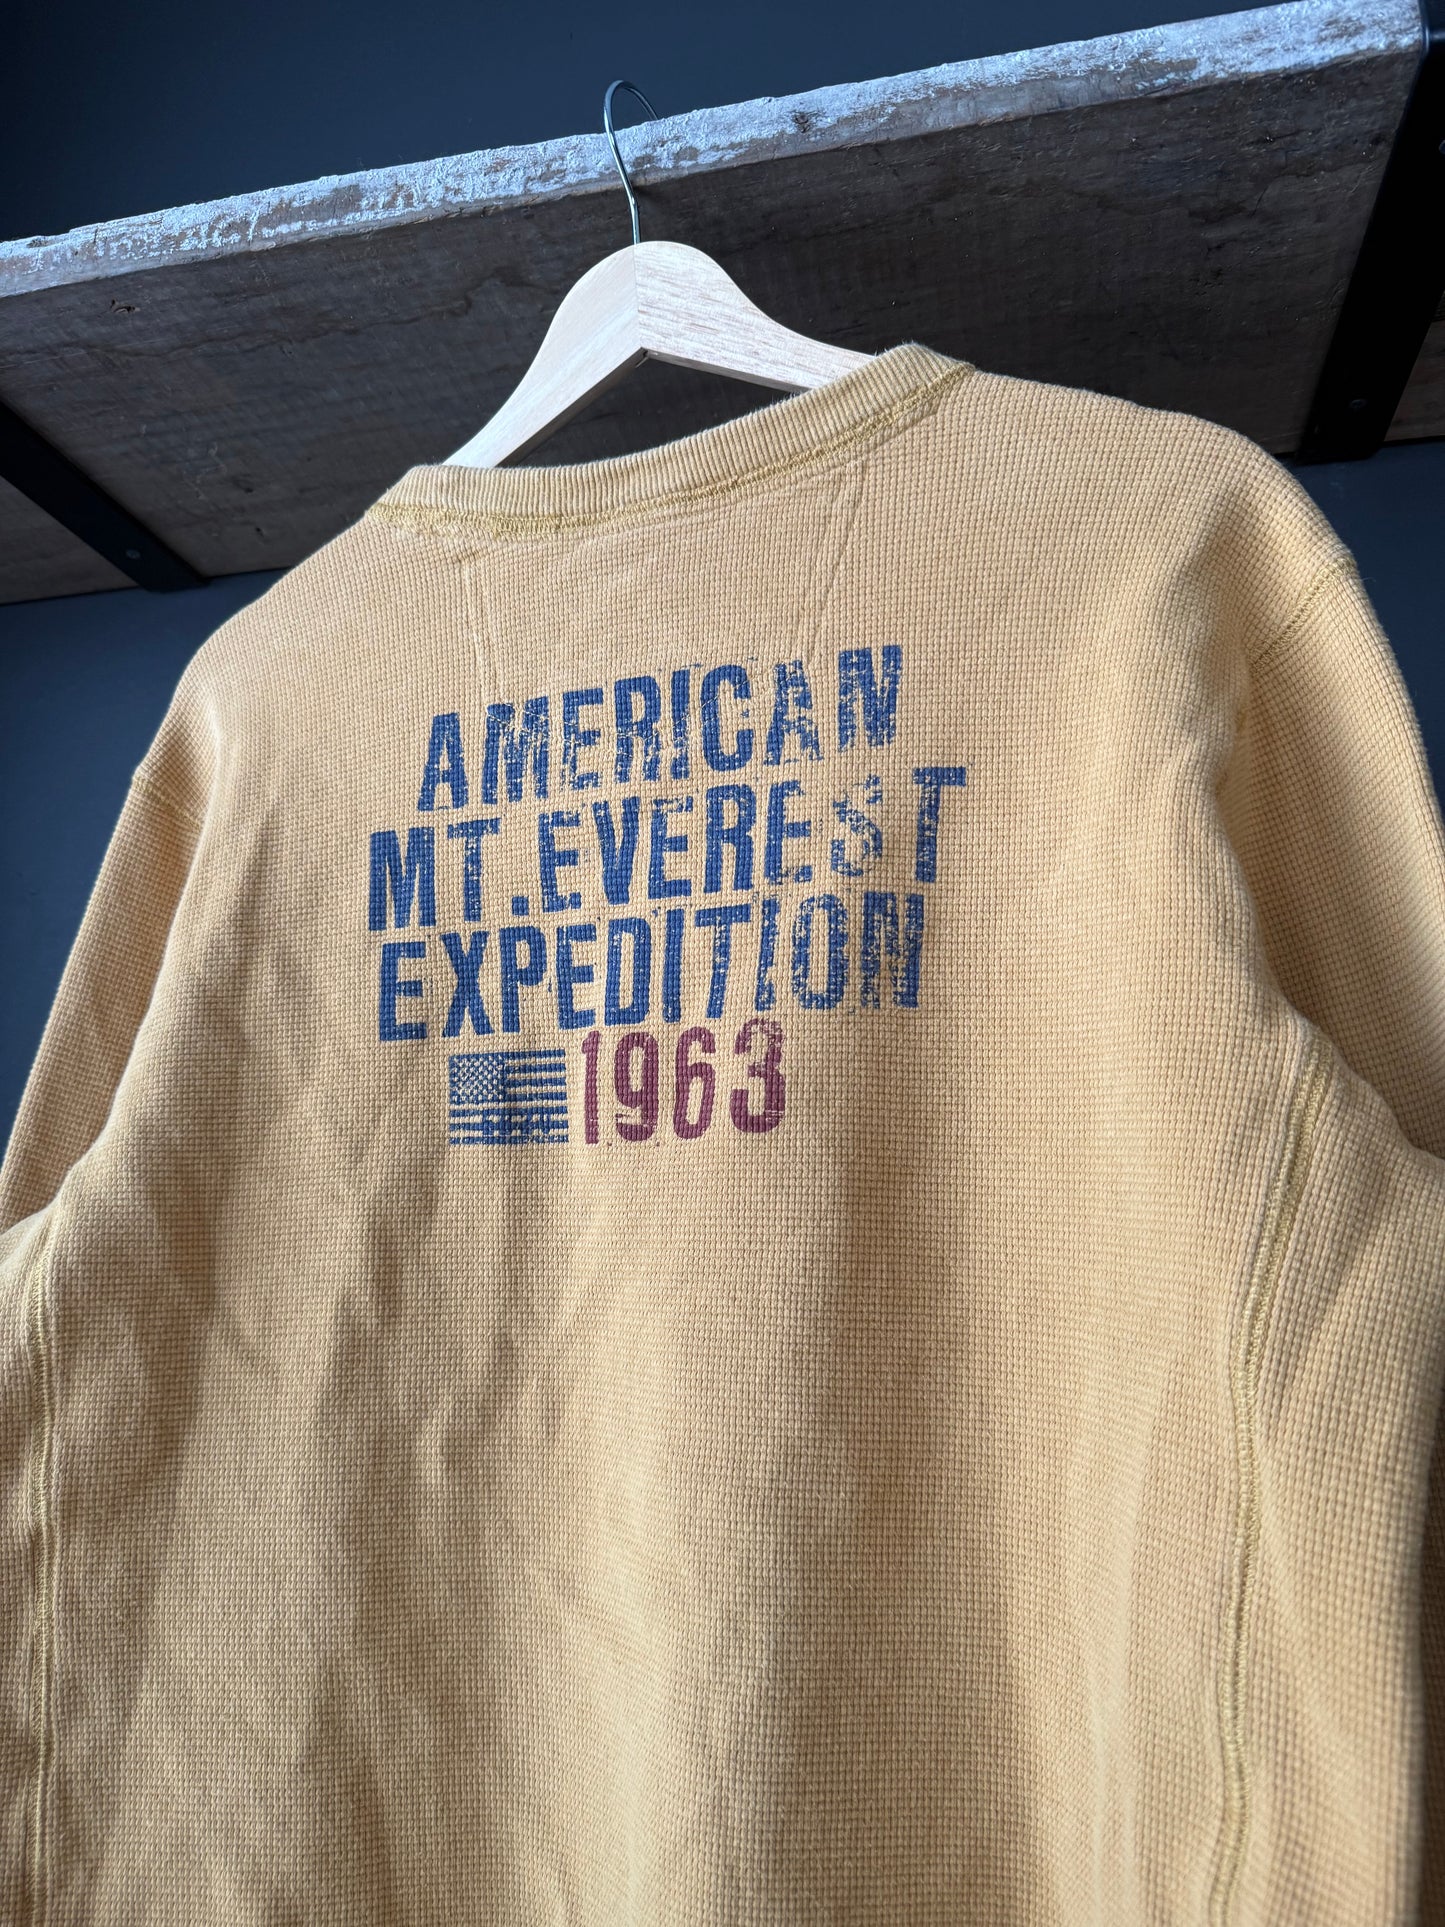 AMERICAN
MT. EVEREST
EXPEDITION
1963